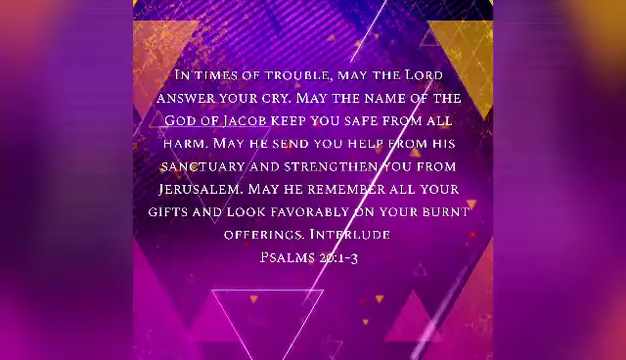 In times of trouble, may the Lord
answer your cry. May the name of the
God of Jacob keep you safe from all
harm. May he send you help from his
sanctuary and strengthen you from
Jerusalem. May he remember all your
gifts and look favorably on your burnt
offerings. Interlude
Psalms 20:1-3